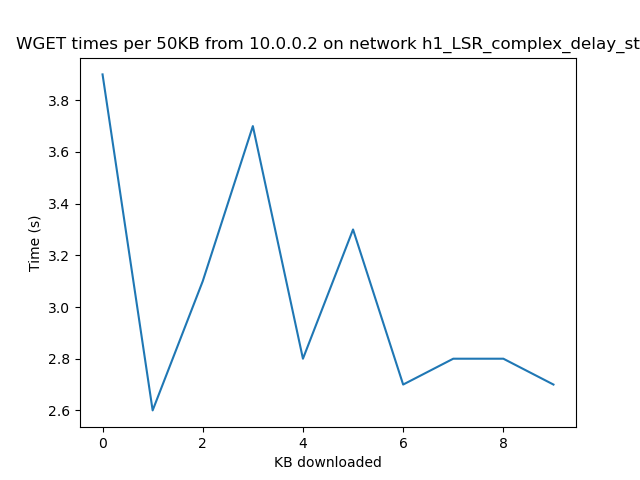 WGET times per 50KB from 10.0.0.2 on network h1_LSR_complex_delay_st
3.8
3.6
3.4
3.2
3.0
2.8
2.6
Time (s)
0 2 4 6 8
KB downloaded